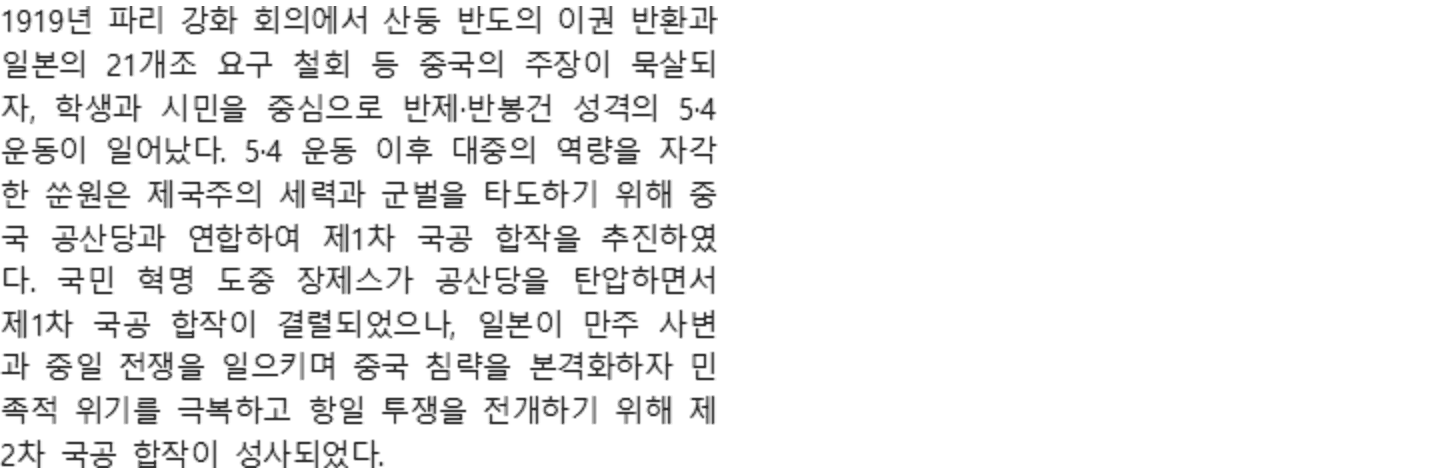 1919년 파리 강화 회의에서 산둥 반도의 이권 반환과
일본의 21개조 요구 철회 등 중국의 주장이 묵살되
자, 학생과 시민을 중심으로 반제·반봉건 성격의 5·4
운동이 일어났다. 5·4 운동 이후 대중의 역량을 자각
한 쑨원은 제국주의 세력과 군벌을 타도하기 위해 중
국 공산당과 연합하여 제1차 국공 합작을 추진하였
다. 국민 혁명 도중 장제스가 공산당을 탄압하면서
제1차 국공 합작이 결렬되었으나, 일본이 만주 사변
과 중일 전쟁을 일으키며 중국 침략을 본격화하자 민
족적 위기를 극복하고 항일 투쟁을 전개하기 위해 제
2차 국공 합작이 성사되었다.